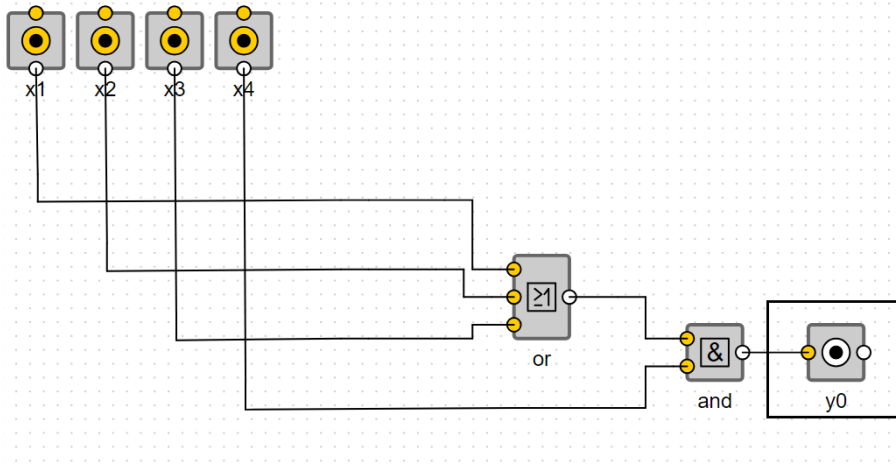 x1 x2 x3 x4
≥1
or
&
and
y0